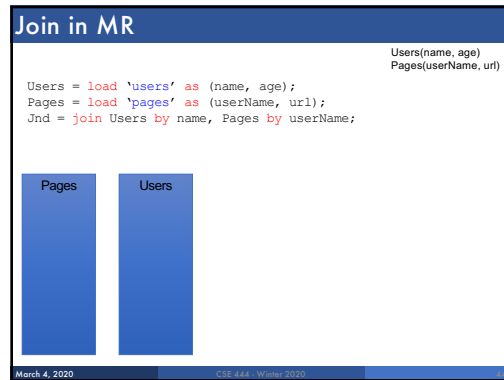 Join in MR
Users(name, age)
Pages(userName, url)
Users = load ‘users’ as (name, age);
Pages = load ‘pages’ as (userName, url);
Jnd = join Users by name, Pages by userName;
Pages
Users
March 4, 2020
CSE 444 - Winter 2020